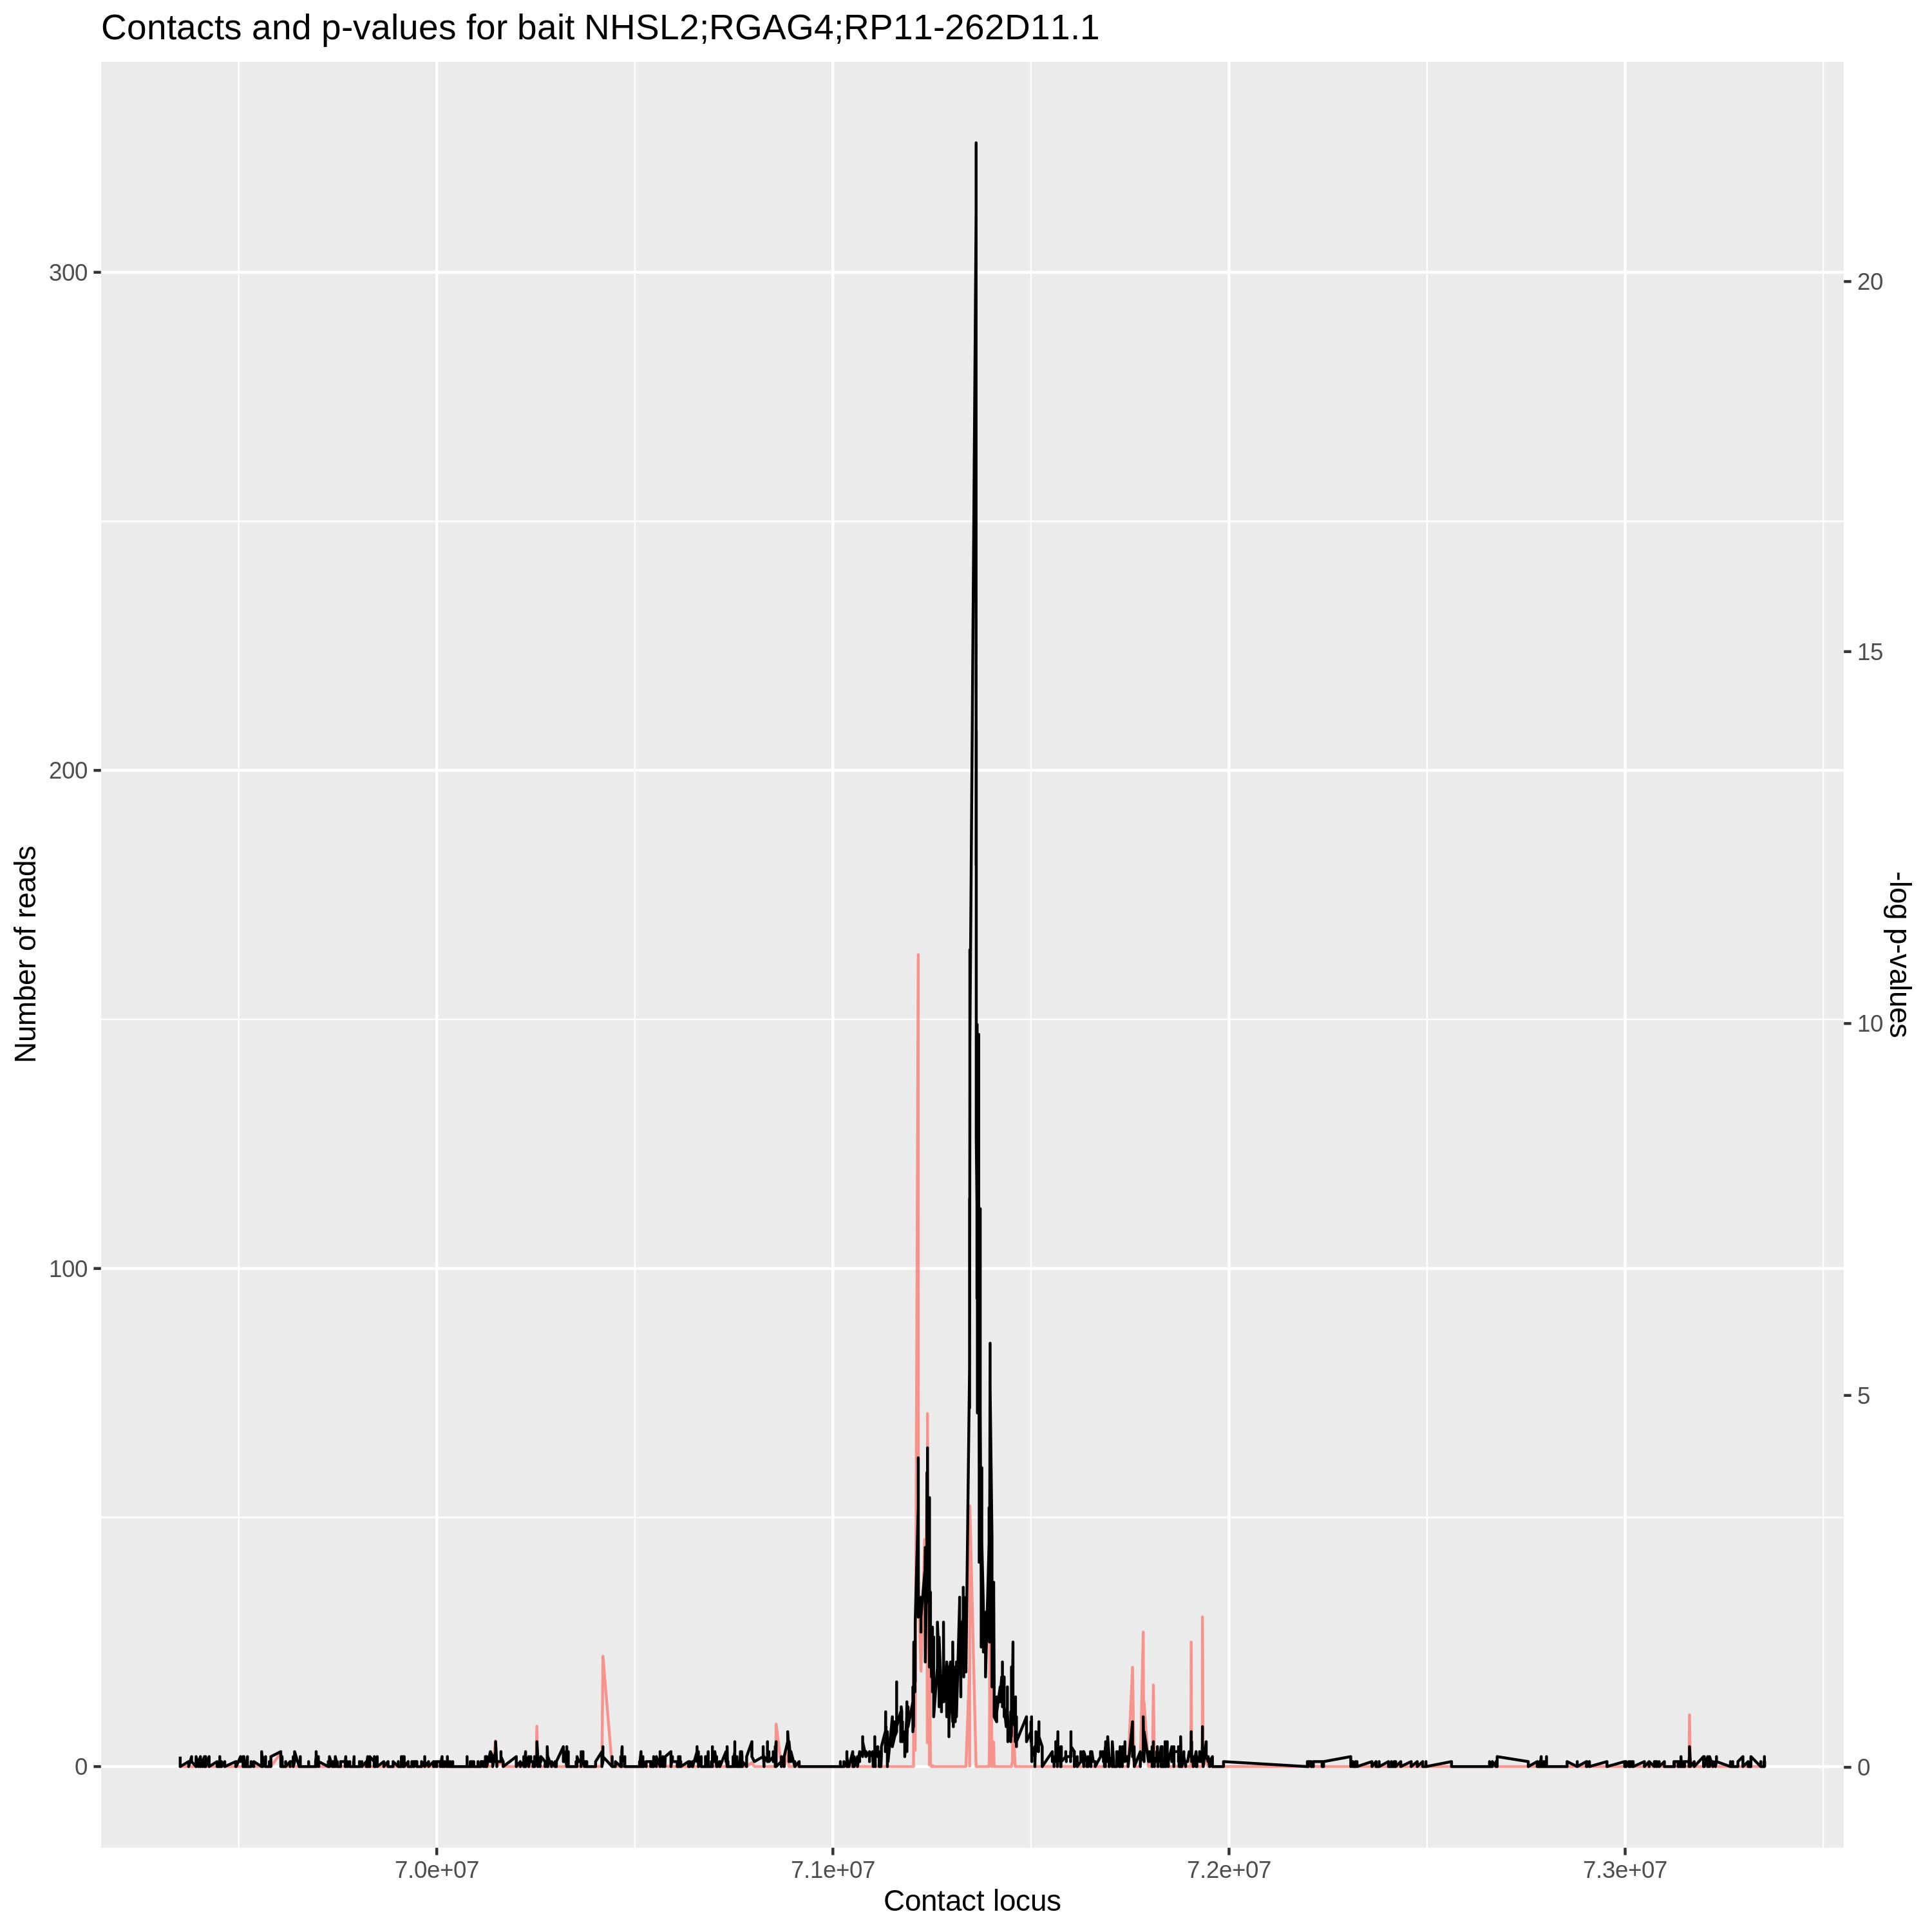 Contacts and p-values for bait NHSL2;RGAG4;RP11-262D11.1
300
200
100
0
Number of reads
20
15
10
5
0
-log p-values
7.0e+07
7.1e+07
7.2e+07
7.3e+07
Contact locus